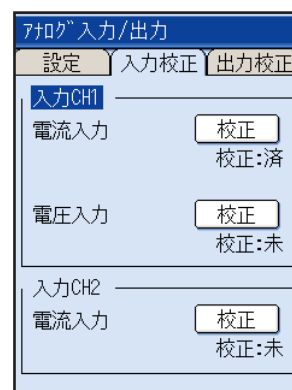 ｱﾅﾛｸﾞ入力/出力
設定 入力校正 出力校正
入力CH1
電流入力 校正
校正:済
電圧入力 校正
校正:未
入力CH2
電流入力 校正
校正:未